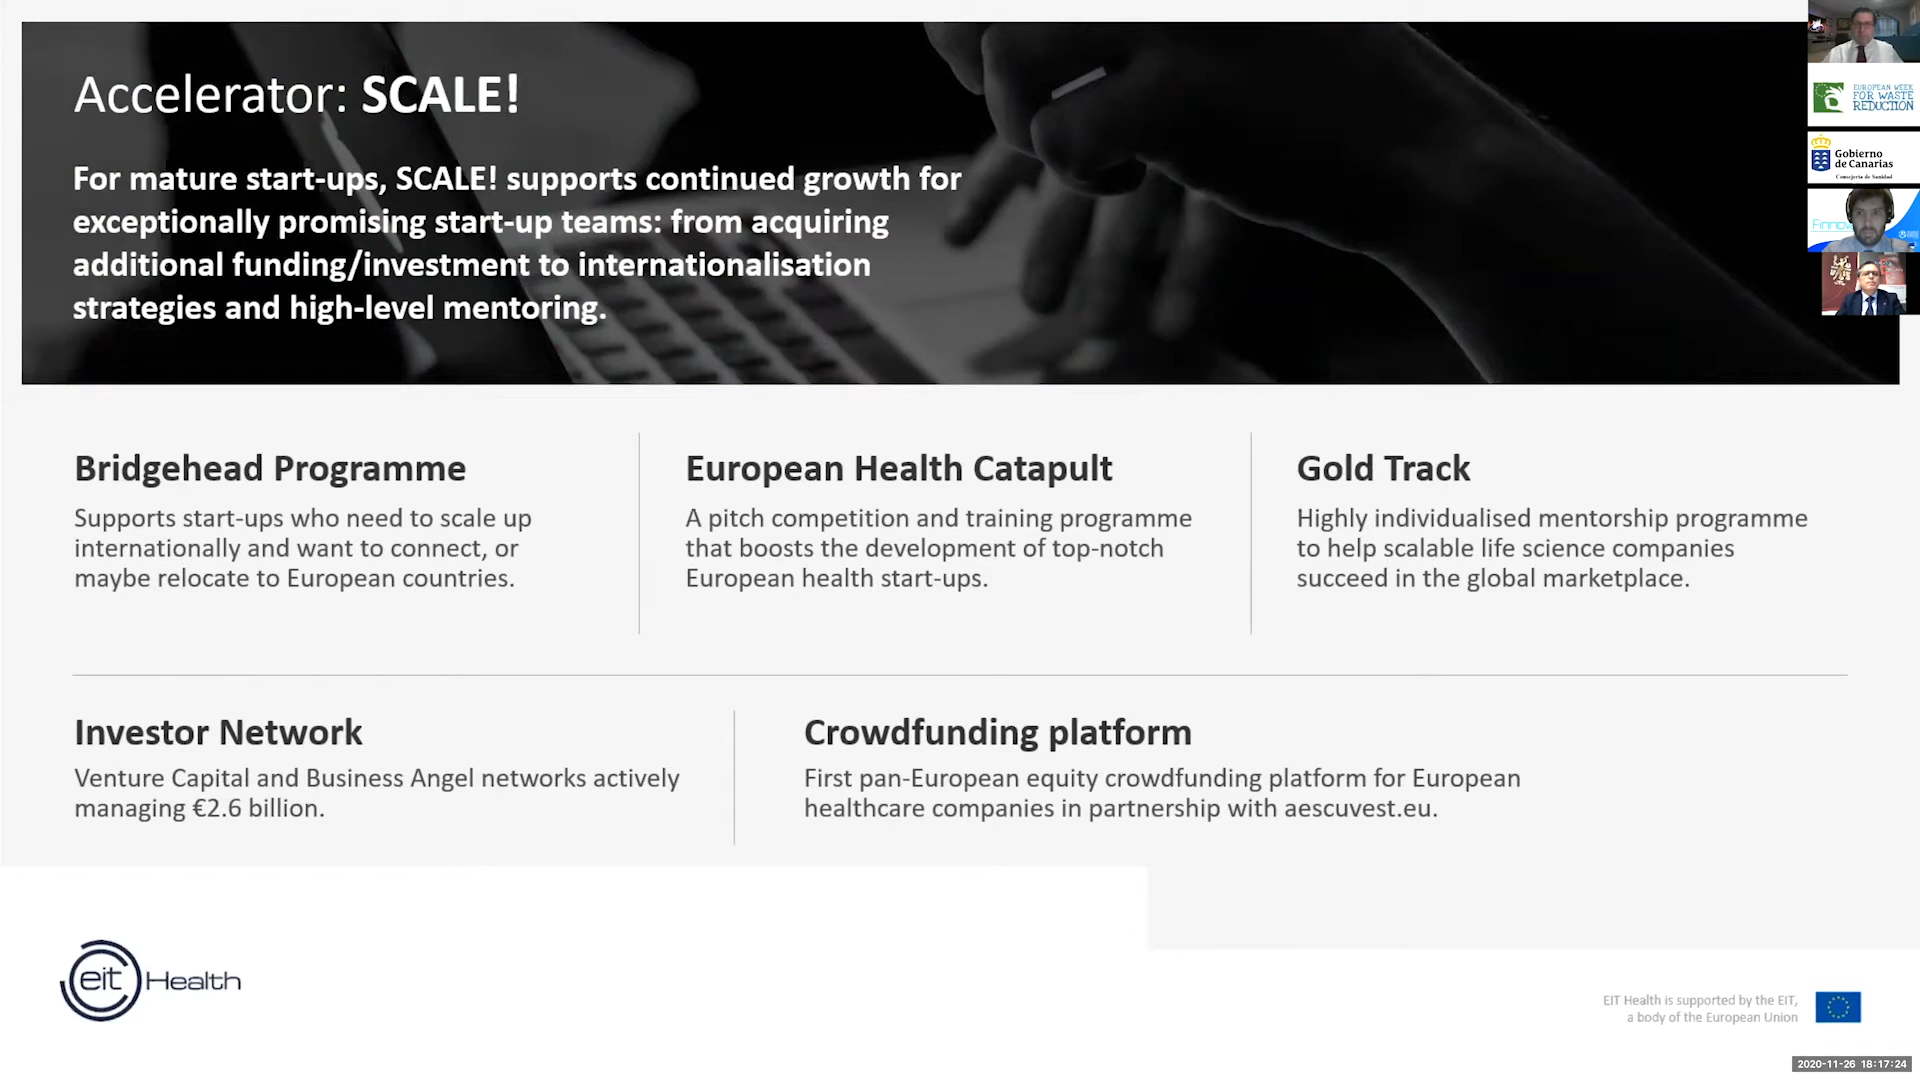 Accelerator: SCALE!
For mature start-ups, SCALE! supports continued growth for
exceptionally promising start-up teams: from acquiring
additional funding/investment to internationalisation
strategies and high-level mentoring.
Bridgehead Programme
Supports start-ups who need to scale up
internationally and want to connect, or
maybe relocate to European countries.
European Health Catapult
A pitch competition and training programme
that boosts the development of top-notch
European health start-ups.
Gold Track
Highly individualised mentorship programme
to help scalable life science companies
succeed in the global marketplace.
Investor Network
Venture Capital and Business Angel networks actively
managing €2.6 billion.
Crowdfunding platform
First pan-European equity crowdfunding platform for European
healthcare companies in partnership with aescuvest.eu.
eit Health
EIT Health is supported by the EIT,
a body of the European Union
EUROPEAN WEEK
FOR WASTE
REDUCTION
Gobierno
de Canarias
Consejería de Sanidad
2020-11-26 18:17:24